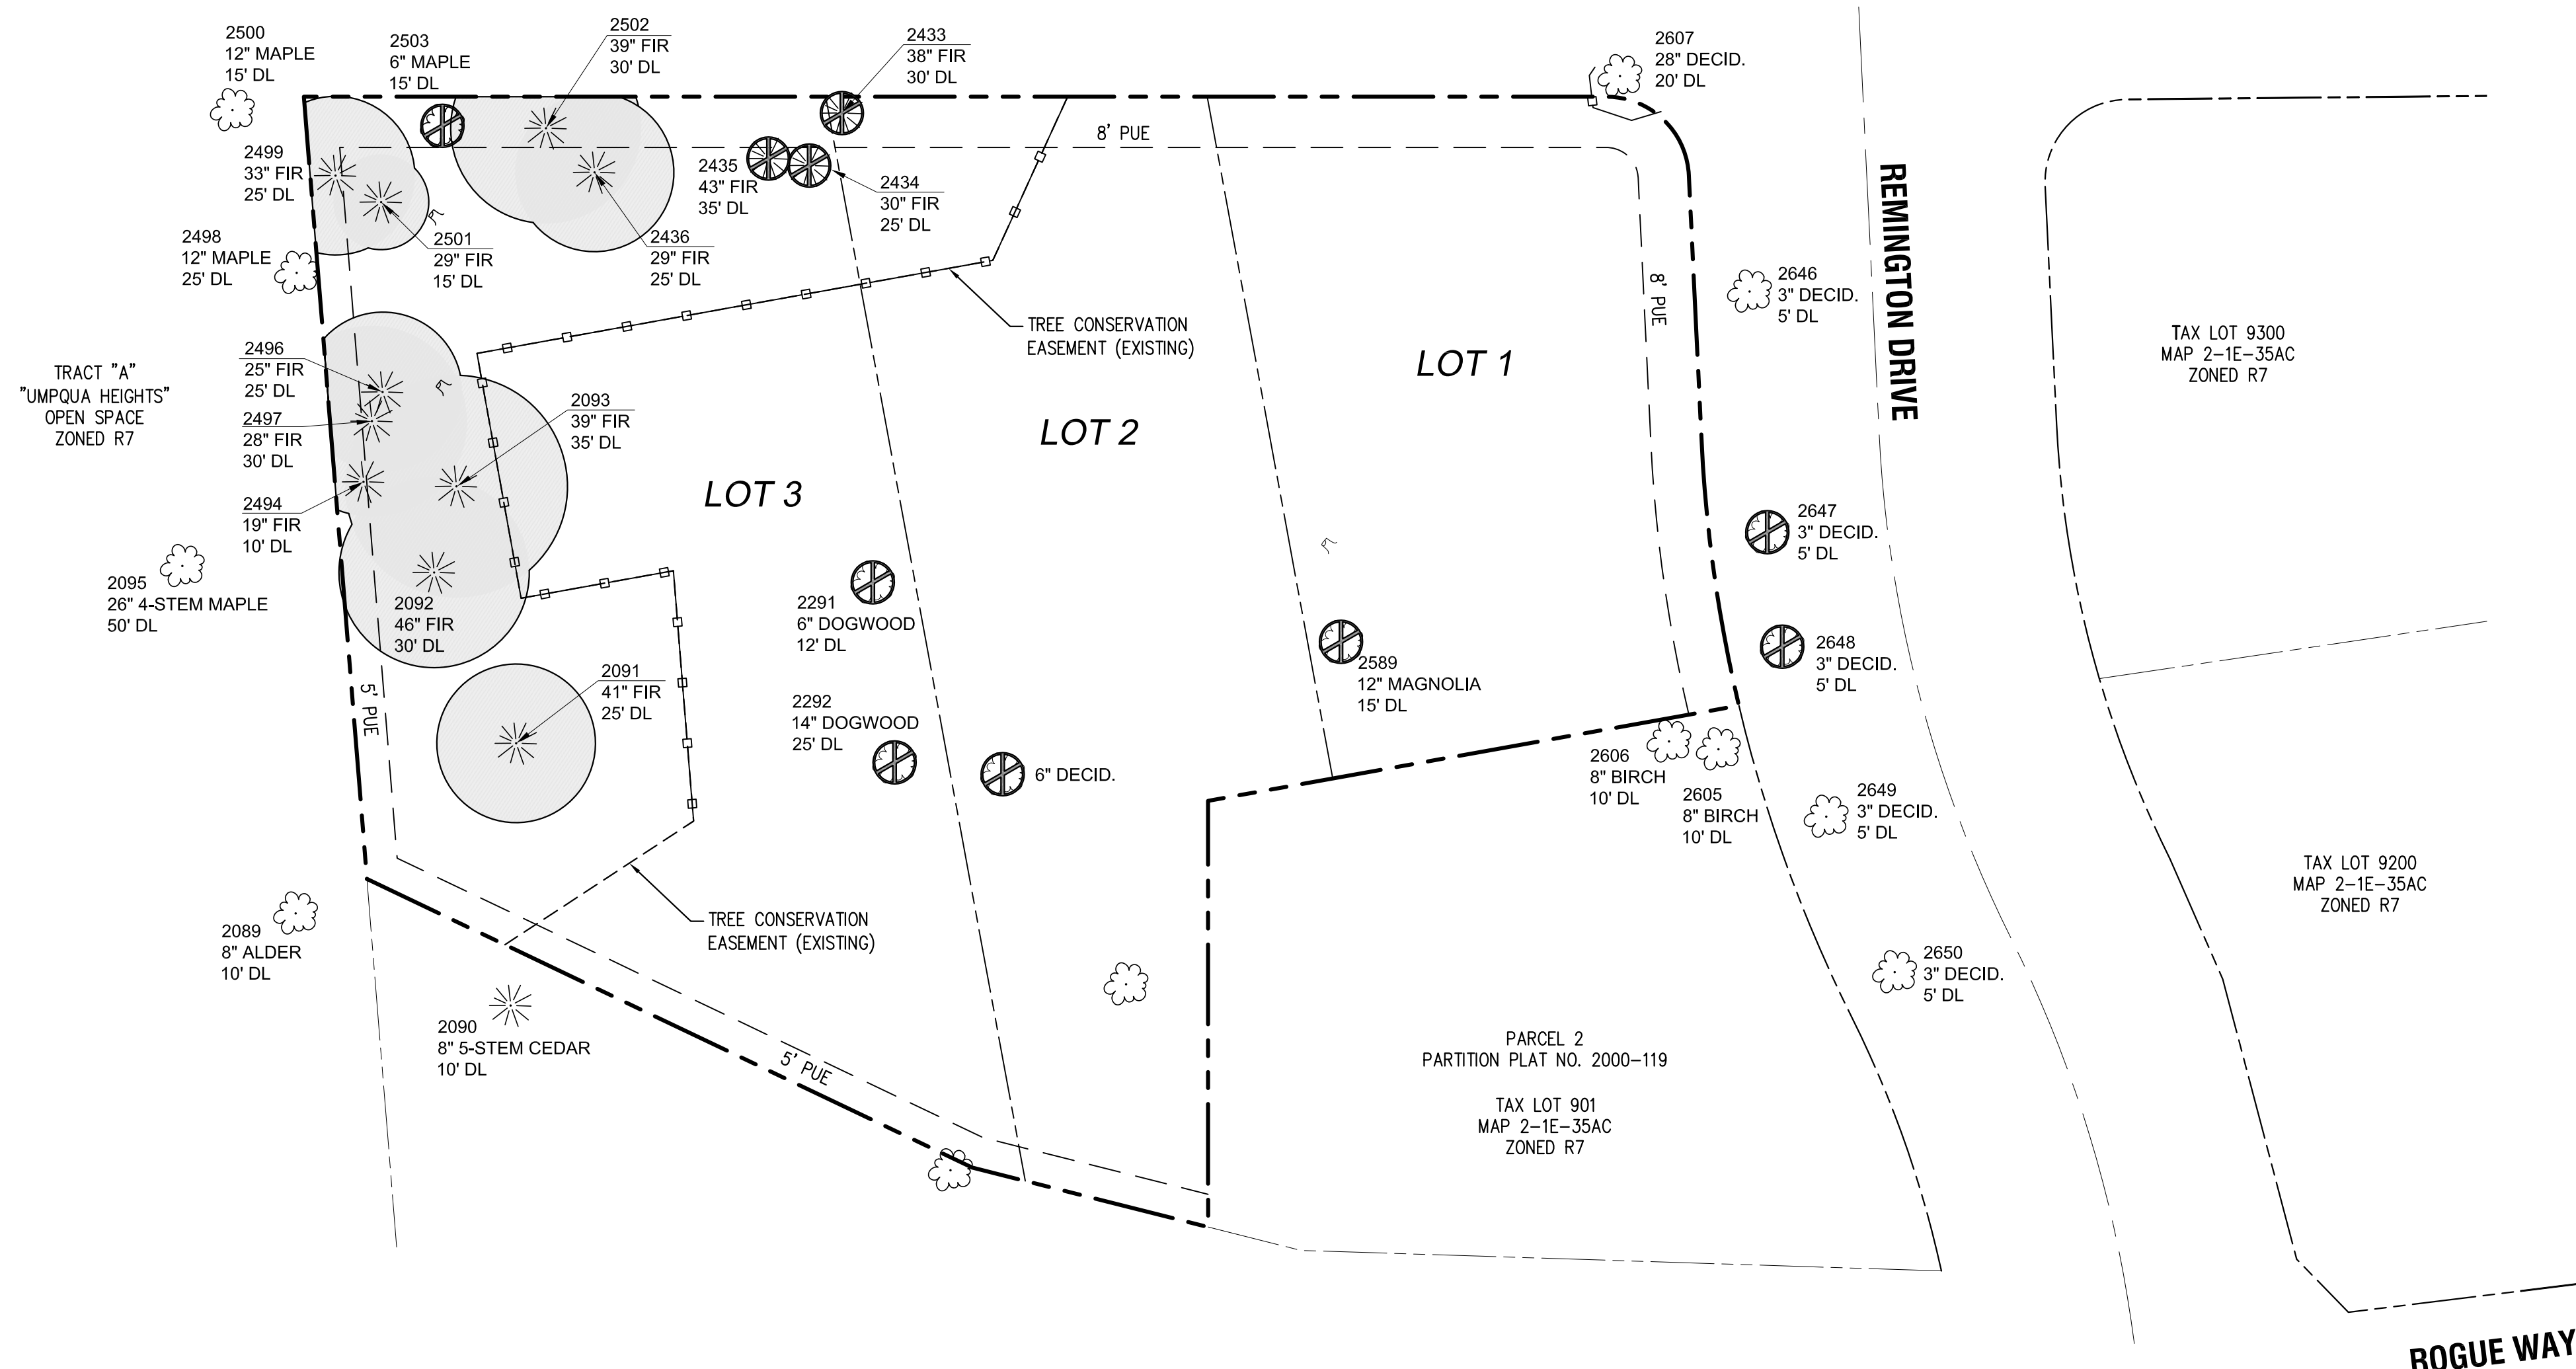 2500
12" MAPLE
15' DL
2503
6" MAPLE
15' DL
2502
39" FIR
30' DL
2433
38" FIR
30' DL
2607
28" DECID.
20' DL
8' PUE
2499
33" FIR
25' DL
2435
43" FIR
35' DL
2434
30" FIR
25' DL
2498
12" MAPLE
25' DL
2501
29" FIR
15' DL
2436
29" FIR
25' DL
8' PUE
2646
3" DECID.
5' DL
REMINGTON DRIVE
TREE CONSERVATION
EASEMENT (EXISTING)
TAX LOT 9300
MAP 2-1E-35AC
ZONED R7
TRACT "A"
"UMPQUA HEIGHTS"
OPEN SPACE
ZONED R7
2496
25" FIR
25' DL
2497
28" FIR
30' DL
2494
19" FIR
10' DL
2093
39" FIR
35' DL
LOT 1
LOT 2
LOT 3
2647
3" DECID.
5' DL
2095
26" 4-STEM MAPLE
50' DL
2092
46" FIR
30' DL
2291
6" DOGWOOD
12' DL
2589
12" MAGNOLIA
15' DL
2648
3" DECID.
5' DL
2091
41" FIR
25' DL
5' PUE
2292
14" DOGWOOD
25' DL
6" DECID.
2606
8" BIRCH
10' DL
2605
8" BIRCH
10' DL
2649
3" DECID.
5' DL
TAX LOT 9200
MAP 2-1E-35AC
ZONED R7
2089
8" ALDER
10' DL
TREE CONSERVATION
EASEMENT (EXISTING)
2650
3" DECID.
5' DL
2090
8" 5-STEM CEDAR
10' DL
5' PUE
PARCEL 2
PARTITION PLAT NO. 2000-119
TAX LOT 901
MAP 2-1E-35AC
ZONED R7
ROGUE WAY